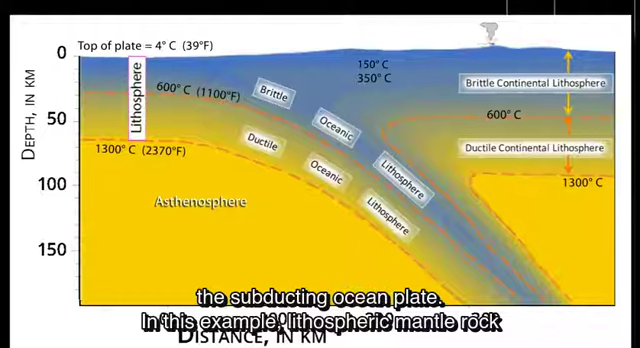 Top of plate = 4° C (39°F)
0
50
100
150
DEPTH, IN KM
Lithosphere
150° C
350° C
600° C (1100°F)
Brittle
Oceanic
Lithosphere
Ductile
Oceanic
Lithosphere
1300° C (2370°F)
Asthenosphere
Brittle Continental Lithosphere
600° C
Ductile Continental Lithosphere
1300° C
the subducting ocean plate.
In this example, lithospheric mantle rock
DISTANCE, IN KM